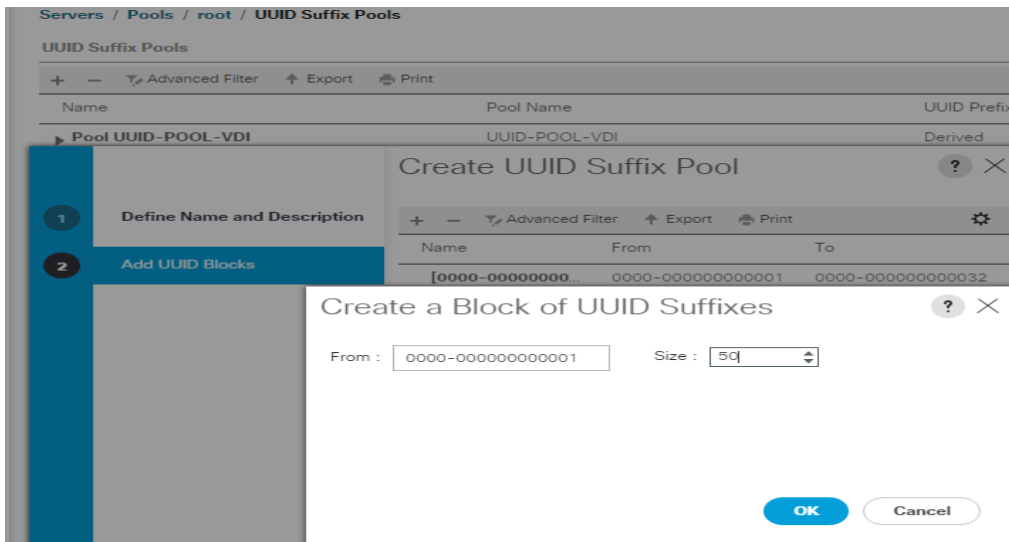 Servers / Pools / root / UUID Suffix Pools
UUID Suffix Pools
+ − Advanced Filter Export Print
Name Pool Name UUID Prefix
Pool UUID-POOL-VDI UUID-POOL-VDI Derived
Create UUID Suffix Pool ? ×
1 Define Name and Description
+ − Advanced Filter Export Print
Name From To
2 Add UUID Blocks
[0000-00000000... 0000-000000000001 0000-000000000032
Create a Block of UUID Suffixes ? ×
From : 0000-000000000001 Size : 50
OK Cancel